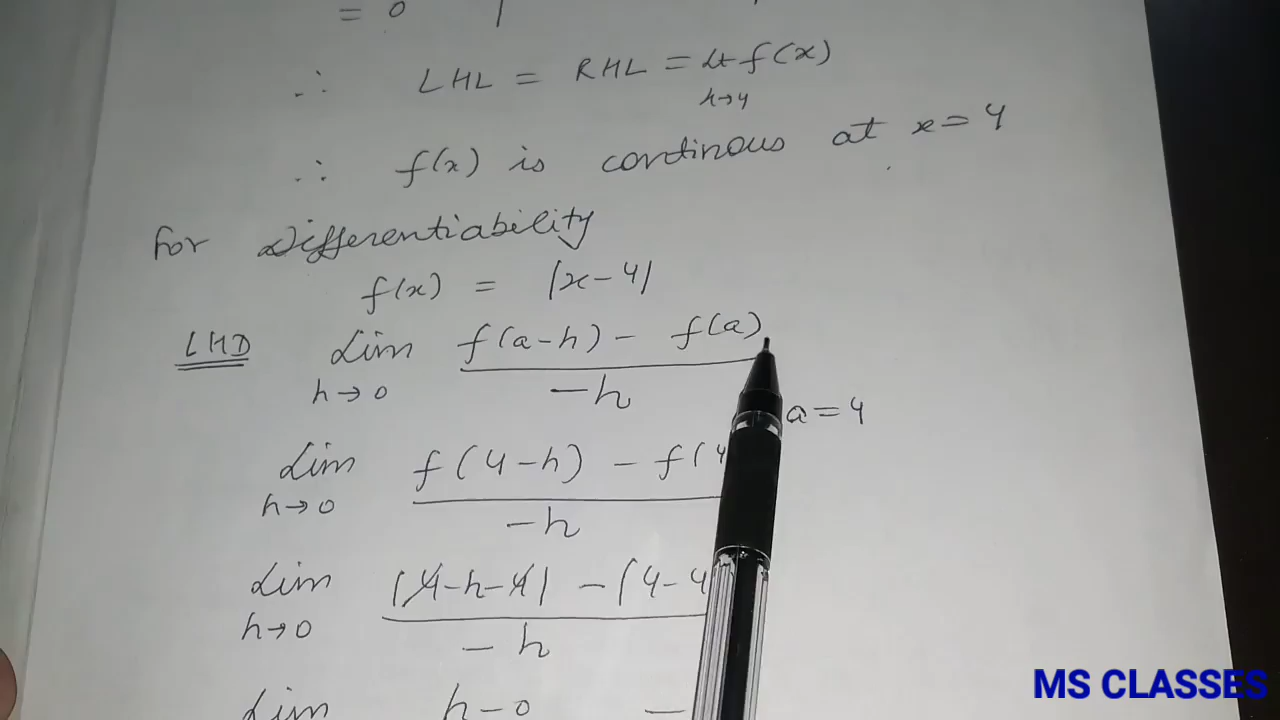 = 0 |
∴ LHL = RHL = Lt f(x)
x→4
∴ f(x) is continous at x = 4
For Differentiability
f(x) = |x-4|
LHD Lim f(a-h) - f(a)
h→0 -h
a = 4
Lim f(4-h) - f(4
h→0 -h
Lim |4-h-4| - |4-4
h→0 -h
Lim h-0 -
MS CLASSES